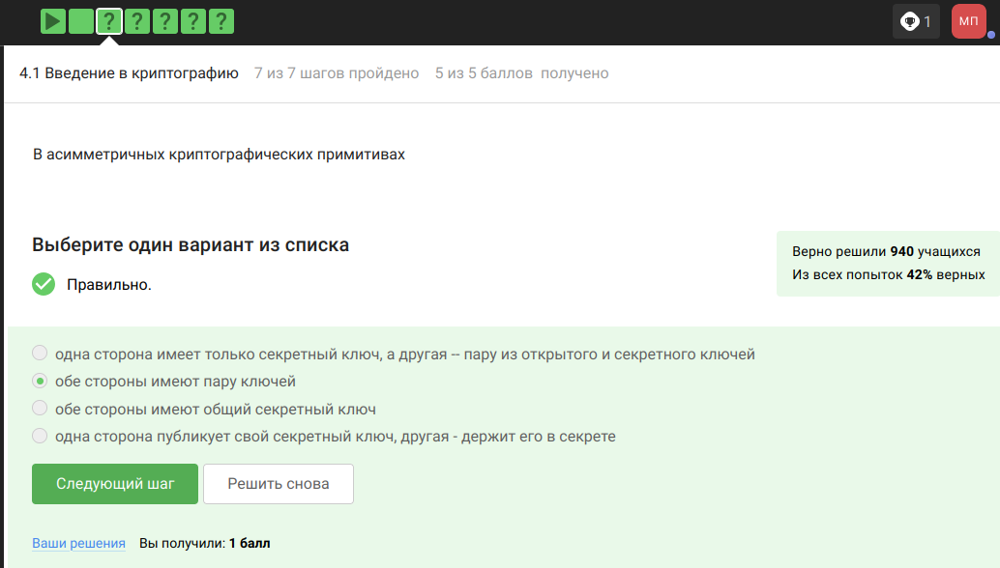 ? ? ? ? ?
1
МП
4.1 Введение в криптографию 7 из 7 шагов пройдено 5 из 5 баллов получено
В асимметричных криптографических примитивах
Выберите один вариант из списка
Верно решили 940 учащихся
Из всех попыток 42% верных
Правильно.
одна сторона имеет только секретный ключ, а другая -- пару из открытого и секретного ключей
обе стороны имеют пару ключей
обе стороны имеют общий секретный ключ
одна сторона публикует свой секретный ключ, другая - держит его в секрете
Следующий шаг Решить снова
Ваши решения Вы получили: 1 балл